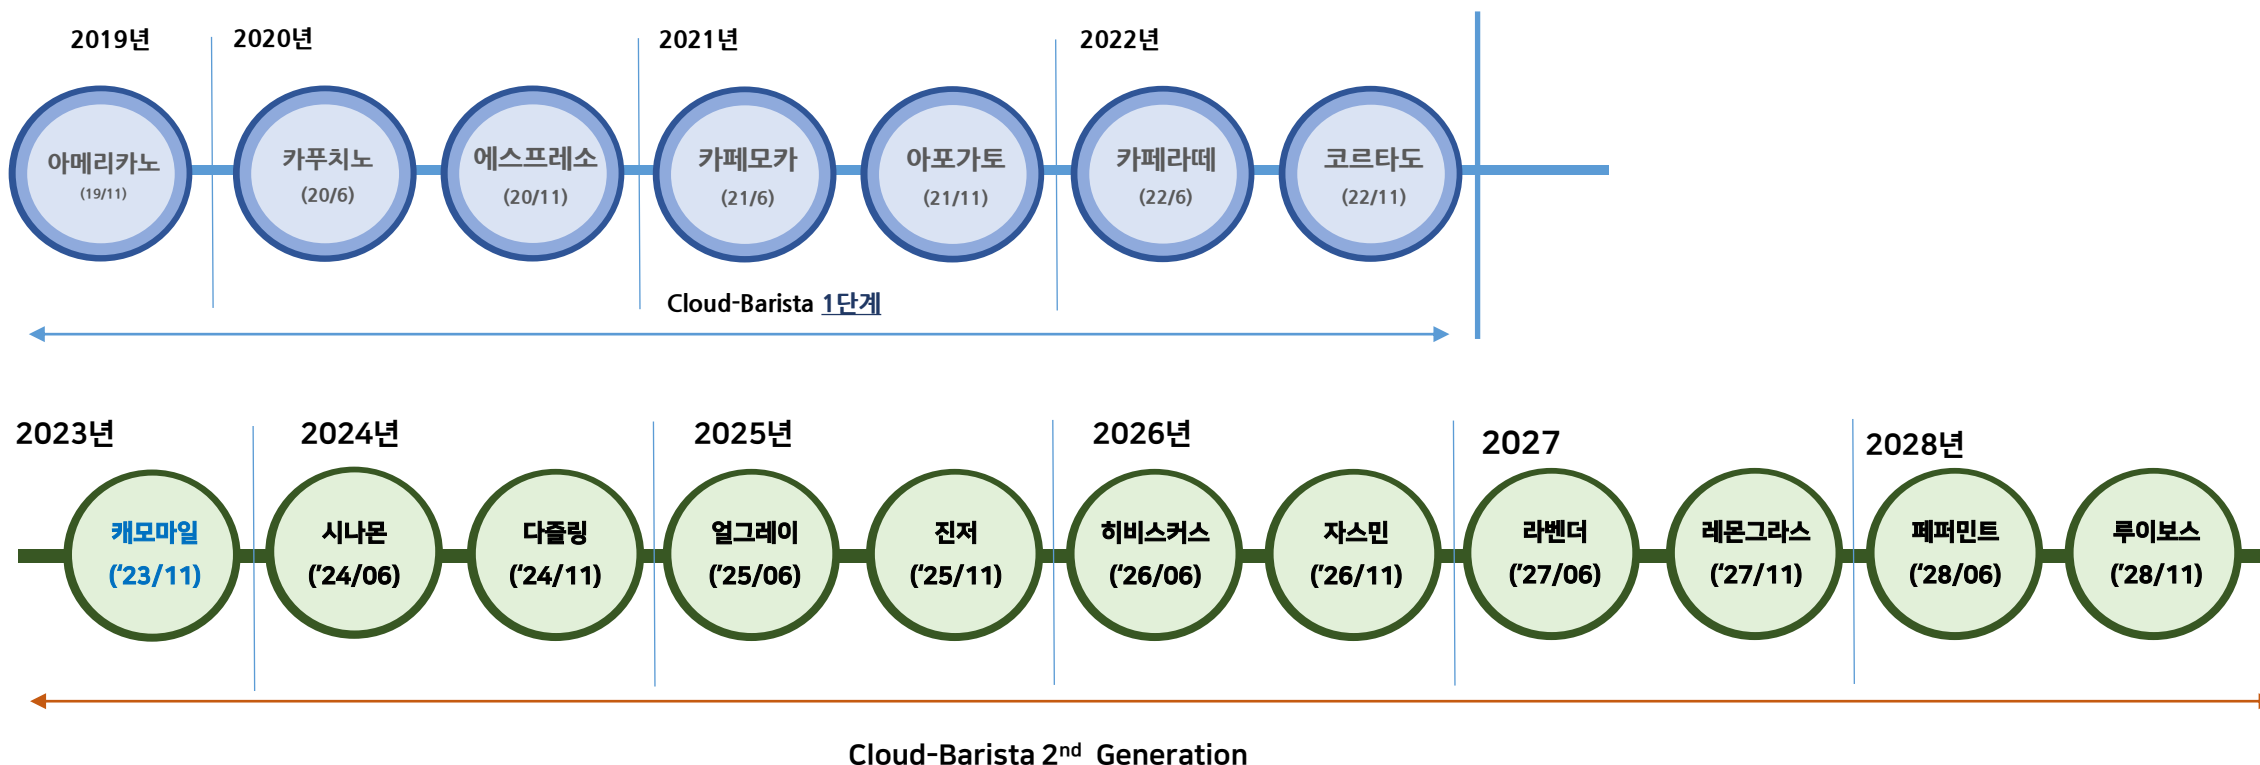 2019년
2020년
2021년
2022년
아메리카노
(19/11)
카푸치노
(20/6)
에스프레소
(20/11)
카페모카
(21/6)
아포가토
(21/11)
카페라떼
(22/6)
코르타도
(22/11)
Cloud-Barista 1단계
2023년
2024년
2025년
2026년
2027
2028년
캐모마일
(‘23/11)
시나몬
(’24/06)
다즐링
(‘24/11)
얼그레이
(’25/06)
진저
(‘25/11)
히비스커스
(‘26/06)
자스민
(’26/11)
라벤더
(’27/06)
레몬그라스
(‘27/11)
페퍼민트
(‘28/06)
루이보스
(’28/11)
Cloud-Barista 2nd Generation